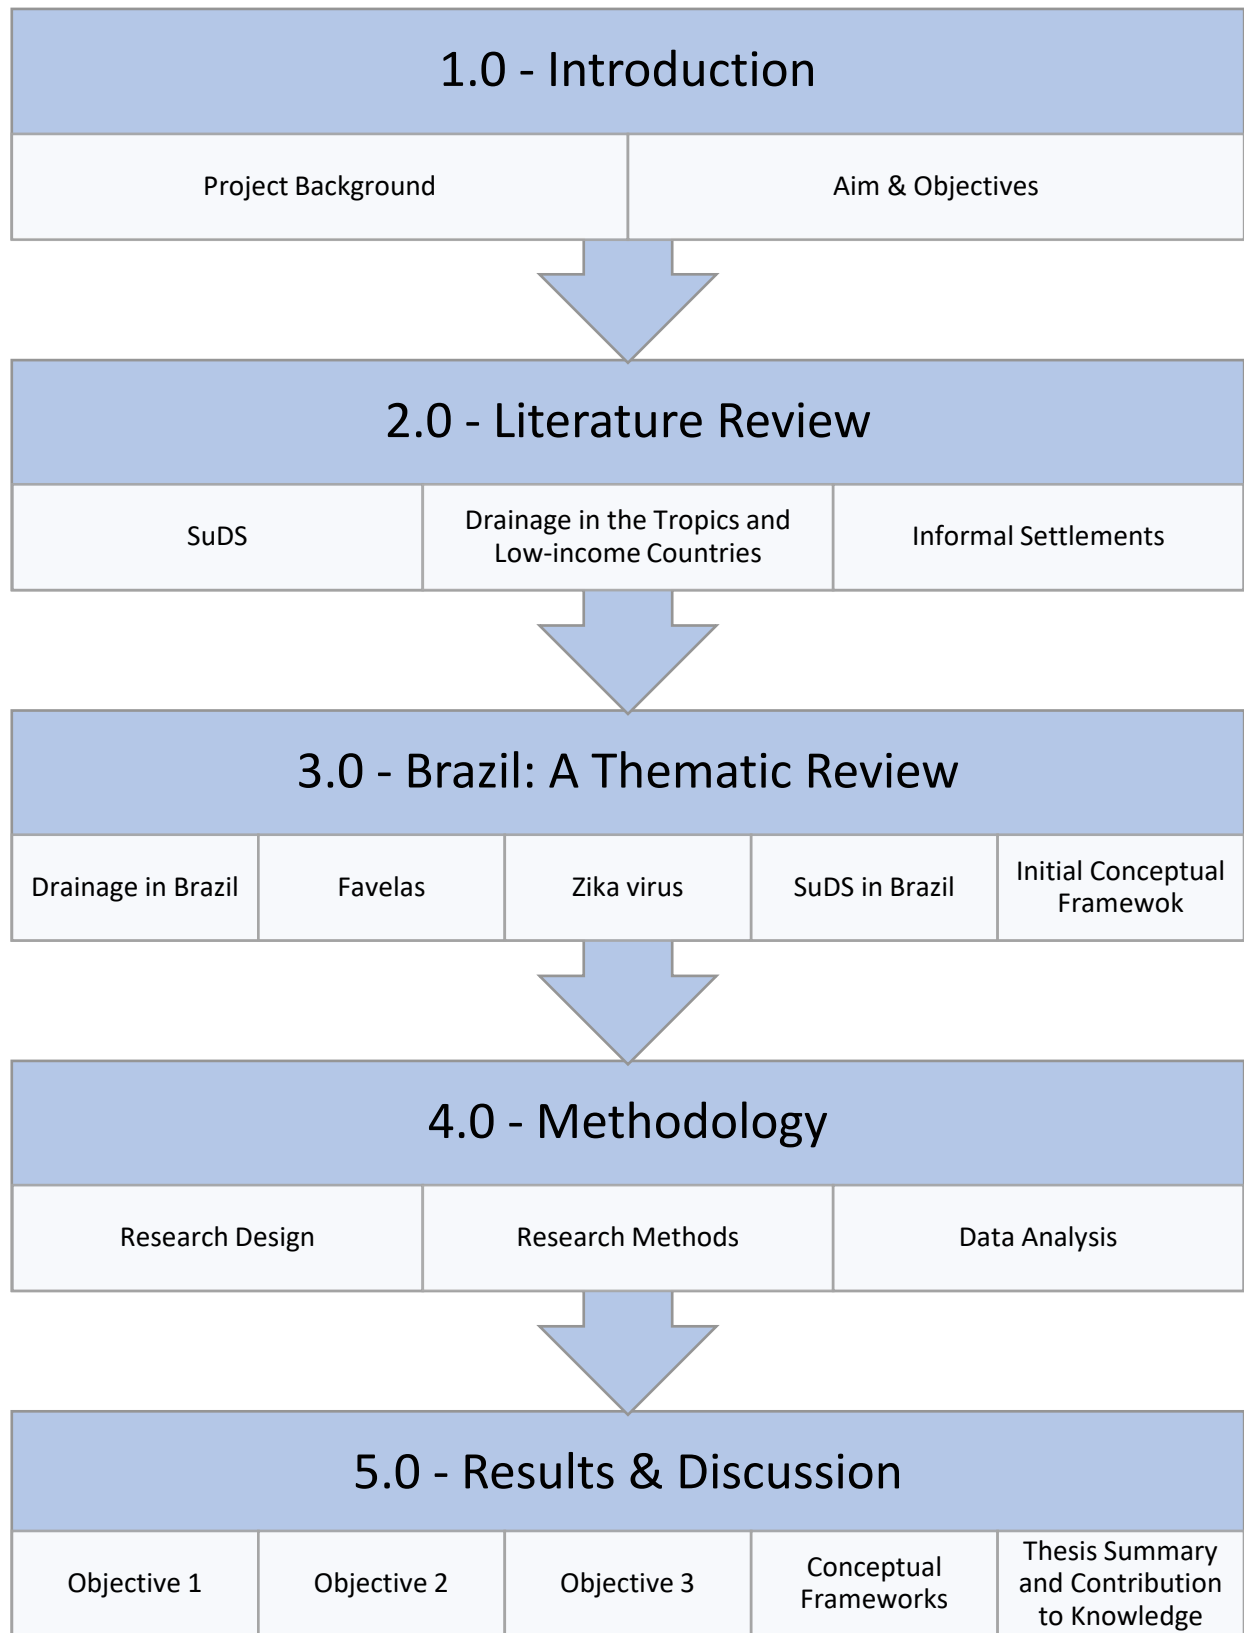 1.0 - Introduction
Project Background
Aim & Objectives
2.0 - Literature Review
SuDS
Drainage in the Tropics and
Low-income Countries
Informal Settlements
3.0 - Brazil: A Thematic Review
Drainage in Brazil
Favelas
Zika virus
SuDS in Brazil
Initial Conceptual
Framewok
4.0 - Methodology
Research Design
Research Methods
Data Analysis
5.0 - Results & Discussion
Objective 1
Objective 2
Objective 3
Conceptual
Frameworks
Thesis Summary
and Contribution
to Knowledge